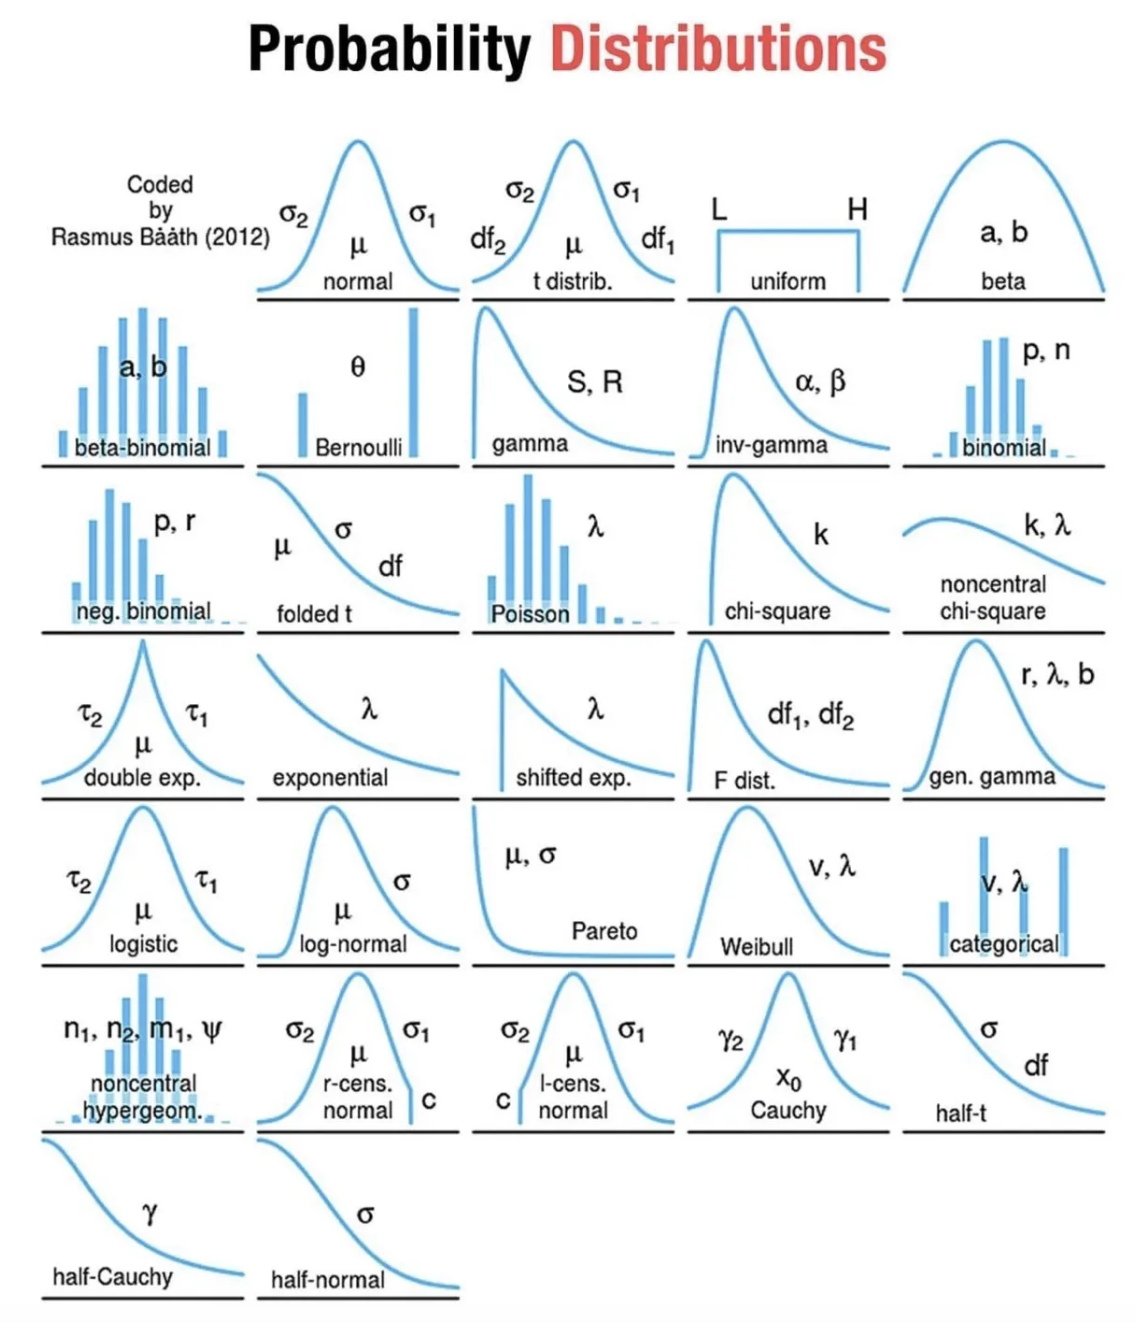 Probability Distributions
Coded
by
Rasmus Bååth (2012)
σ2 σ1
μ
normal
σ2 σ1
df2 μ df1
t distrib.
L H
uniform
a, b
beta
a, b
beta-binomial
θ
Bernoulli
S, R
gamma
α, β
inv-gamma
p, n
binomial
p, r
neg. binomial
μ σ df
folded t
λ
Poisson
k
chi-square
k, λ
noncentral
chi-square
τ2 τ1
μ
double exp.
λ
exponential
λ
shifted exp.
df1, df2
F dist.
r, λ, b
gen. gamma
τ2 τ1
μ
logistic
σ
μ
log-normal
μ, σ
Pareto
v, λ
Weibull
v, λ
categorical
n1, n2, m1, ψ
noncentral
hypergeom.
σ2 σ1
μ
r-cens.
normal c
σ2 σ1
μ
l-cens.
c normal
γ2 γ1
x0
Cauchy
σ
df
half-t
γ
half-Cauchy
σ
half-normal